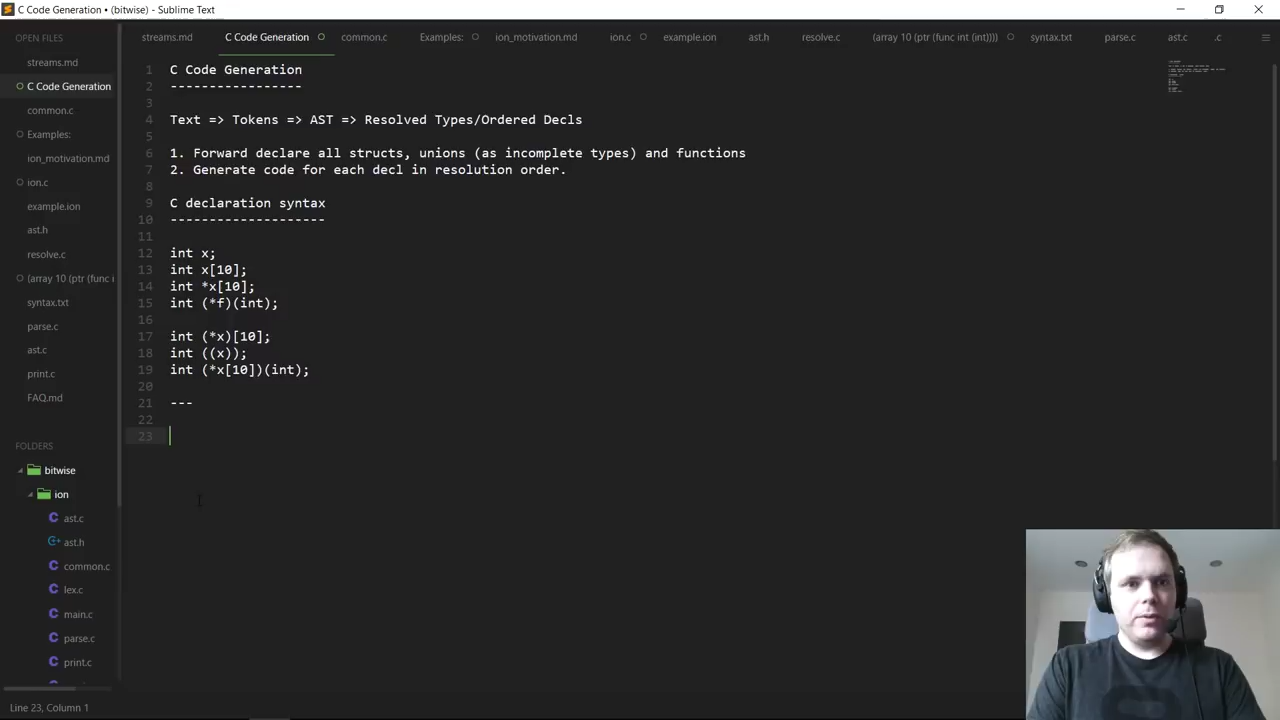 C Code Generation • (bitwise) - Sublime Text
OPEN FILES
streams.md
C Code Generation
common.c
Examples:
ion_motivation.md
ion.c
example.ion
ast.h
resolve.c
(array 10 (ptr (func i
syntax.txt
parse.c
ast.c
print.c
FAQ.md
FOLDERS
bitwise
ion
ast.c
ast.h
common.c
lex.c
main.c
parse.c
print.c
streams.md
C Code Generation
common.c
Examples:
ion_motivation.md
ion.c
example.ion
ast.h
resolve.c
(array 10 (ptr (func int (int))))
syntax.txt
parse.c
ast.c
.c
1 C Code Generation
2 -----------------
3
4 Text => Tokens => AST => Resolved Types/Ordered Decls
5
6 1. Forward declare all structs, unions (as incomplete types) and functions
7 2. Generate code for each decl in resolution order.
8
9 C declaration syntax
10 --------------------
11
12 int x;
13 int x[10];
14 int *x[10];
15 int (*f)(int);
16
17 int (*x)[10];
18 int ((x));
19 int (*x[10])(int);
20
21 ---
22
23
Line 23, Column 1